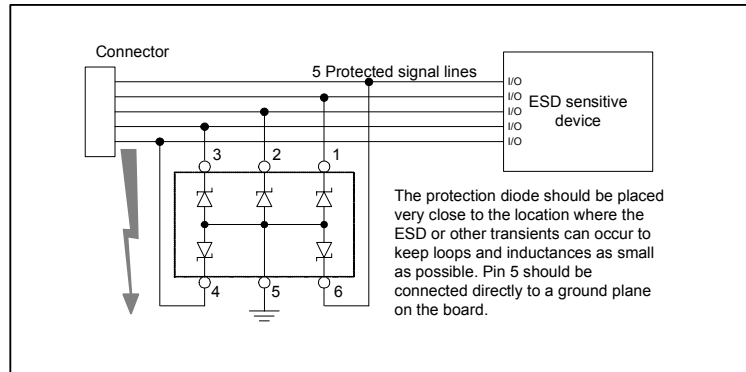 Connector
5 Protected signal lines
I/O
I/O
I/O
I/O
I/O
ESD sensitive
device
3
2
1
The protection diode should be placed
very close to the location where the
ESD or other transients can occur to
keep loops and inductances as small
as possible. Pin 5 should be
connected directly to a ground plane
on the board.
4
5
6